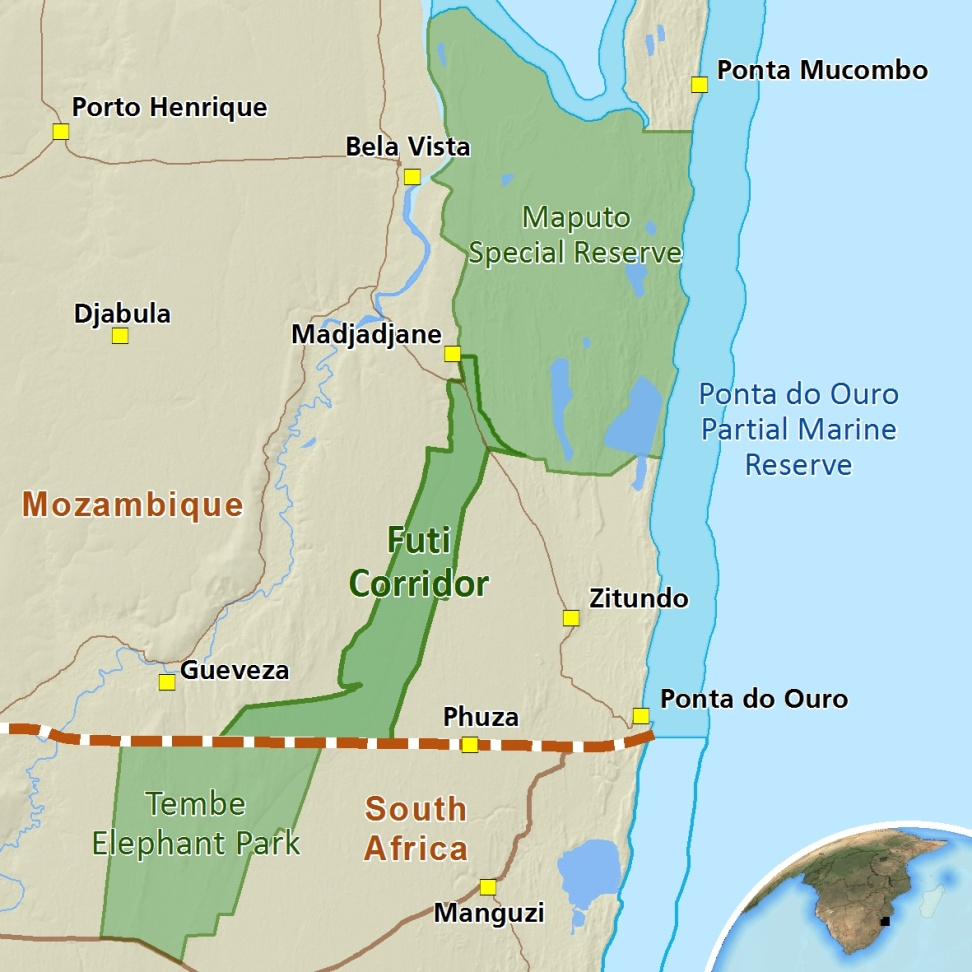 Ponta Mucombo
Porto Henrique
Bela Vista
Maputo
Special Reserve
Djabula
Madjadjane
Ponta do Ouro
Partial Marine
Reserve
Mozambique
Futi
Corridor
Zitundo
Gueveza
Ponta do Ouro
Phuza
Tembe
Elephant Park
South
Africa
Manguzi